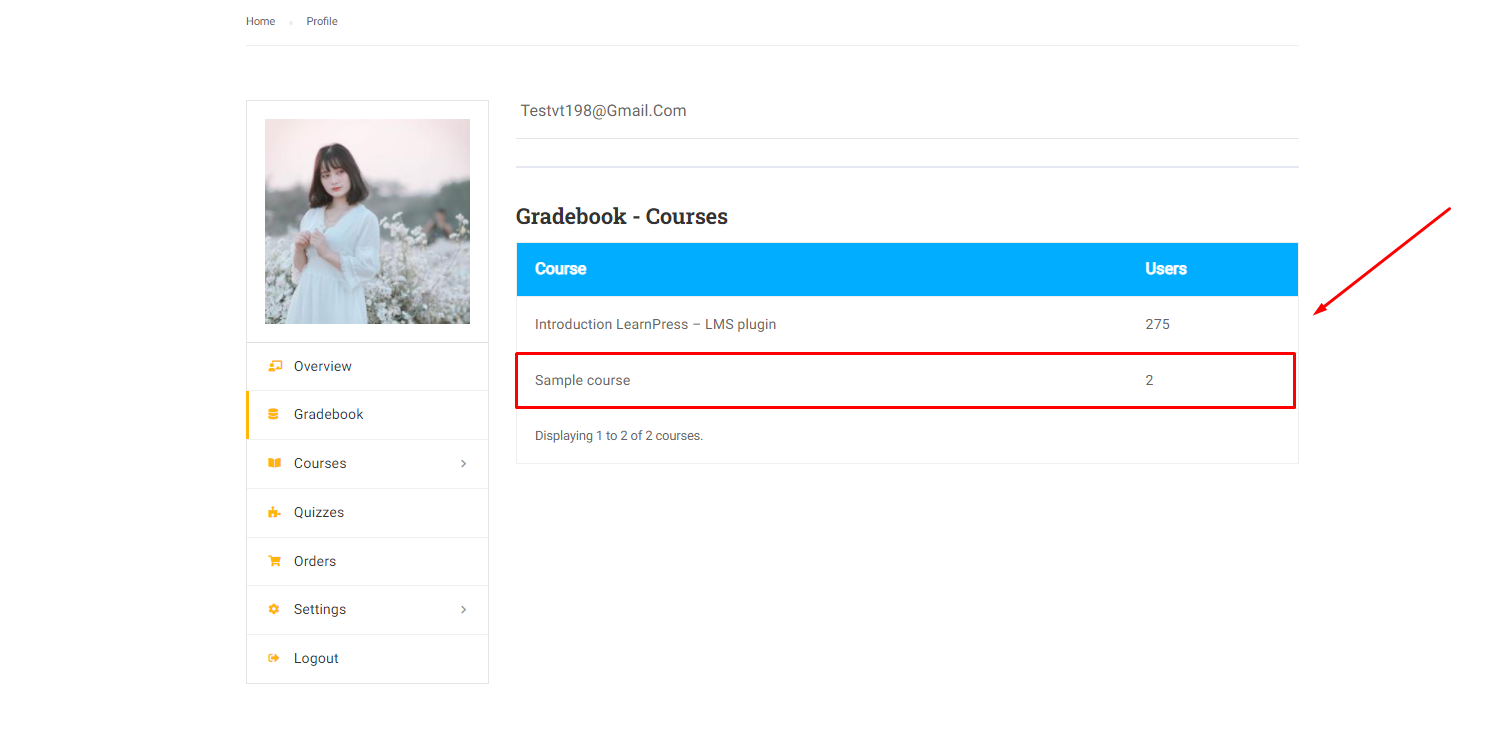 Home Profile
Testvt198@Gmail.Com
Gradebook - Courses
Course Users
Introduction LearnPress – LMS plugin 275
Sample course 2
Displaying 1 to 2 of 2 courses.
Overview
Gradebook
Courses
Quizzes
Orders
Settings
Logout